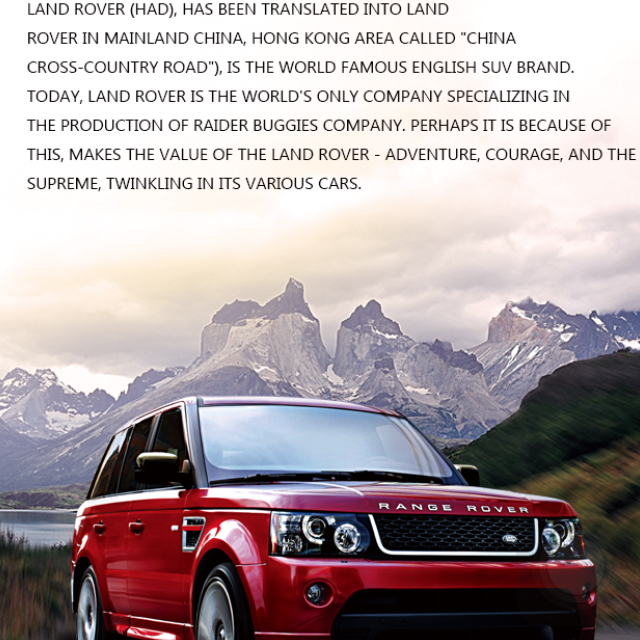 LAND ROVER (HAD), HAS BEEN TRANSLATED INTO LAND
ROVER IN MAINLAND CHINA, HONG KONG AREA CALLED "CHINA
CROSS-COUNTRY ROAD"), IS THE WORLD FAMOUS ENGLISH SUV BRAND.
TODAY, LAND ROVER IS THE WORLD'S ONLY COMPANY SPECIALIZING IN
THE PRODUCTION OF RAIDER BUGGIES COMPANY. PERHAPS IT IS BECAUSE OF
THIS, MAKES THE VALUE OF THE LAND ROVER - ADVENTURE, COURAGE, AND THE
SUPREME, TWINKLING IN ITS VARIOUS CARS.
RANGE ROVER